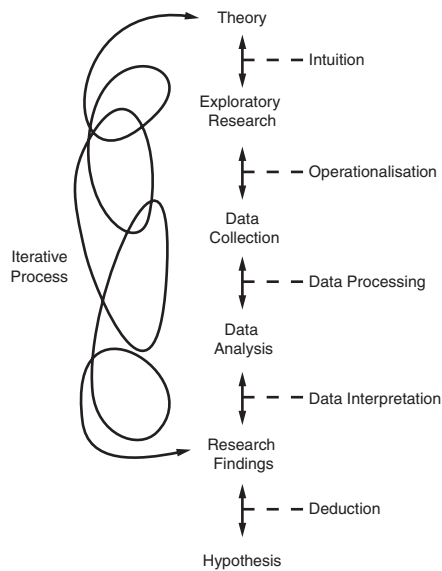 Theory
Intuition
Exploratory
Research
Operationalisation
Data
Collection
Iterative
Process
Data Processing
Data
Analysis
Data Interpretation
Research
Findings
Deduction
Hypothesis